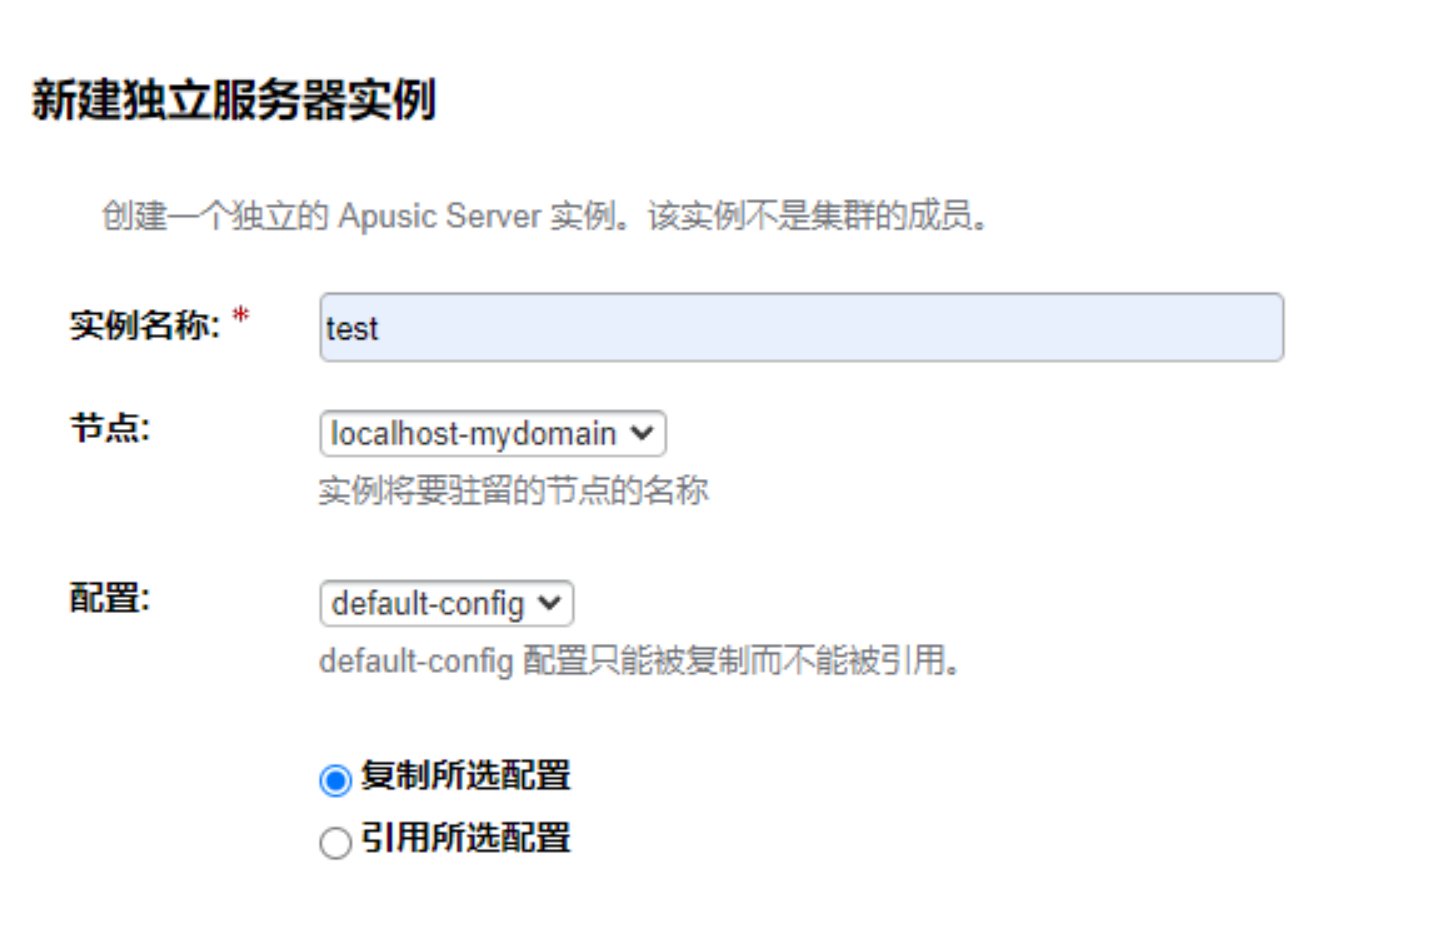 新建独立服务器实例
创建一个独立的 Apusic Server 实例。该实例不是集群的成员。
实例名称: * test
节点: localhost-mydomain
实例将要驻留的节点的名称
配置: default-config
default-config 配置只能被复制而不能被引用。
复制所选配置
引用所选配置